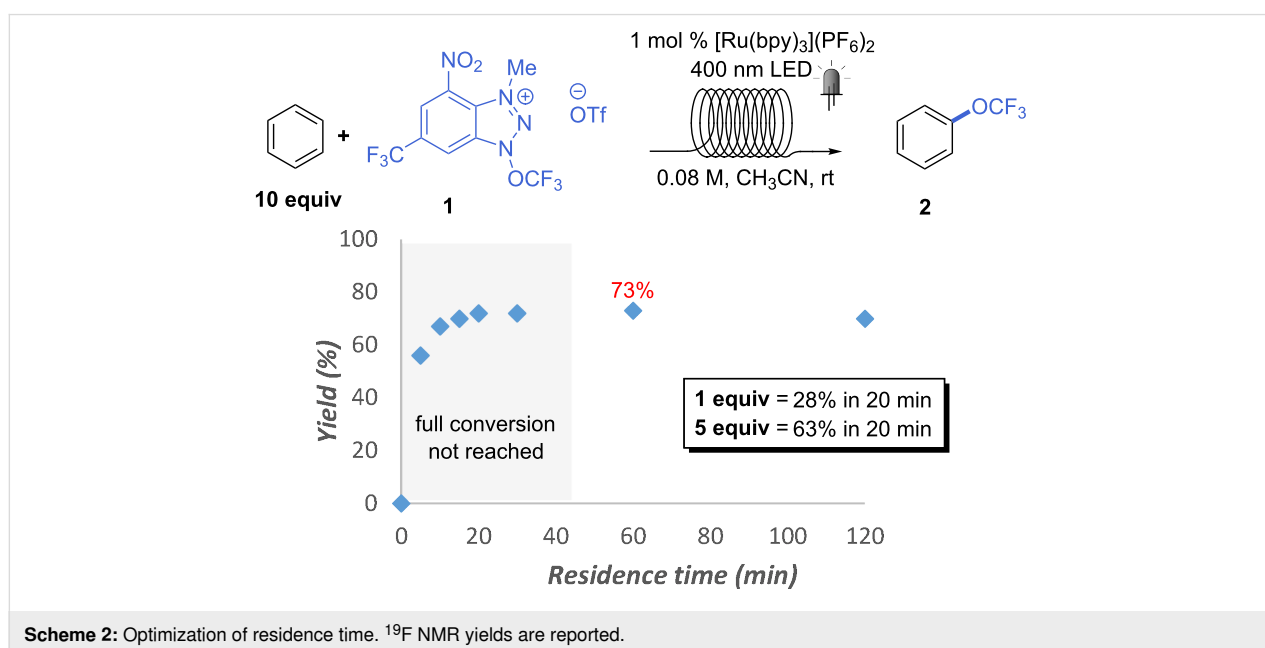 1 mol % [Ru(bpy)₃](PF₆)₂
400 nm LED
NO₂
Me
N⊕
N
N
OCF₃
F₃C
⊖
OTf
+
OCF₃
0.08 M, CH₃CN, rt
10 equiv
1
2
100
80
60
40
20
0
Yield (%)
73%
full conversion
not reached
1 equiv = 28% in 20 min
5 equiv = 63% in 20 min
0 20 40 60 80 100 120
Residence time (min)
Scheme 2: Optimization of residence time. ¹⁹F NMR yields are reported.